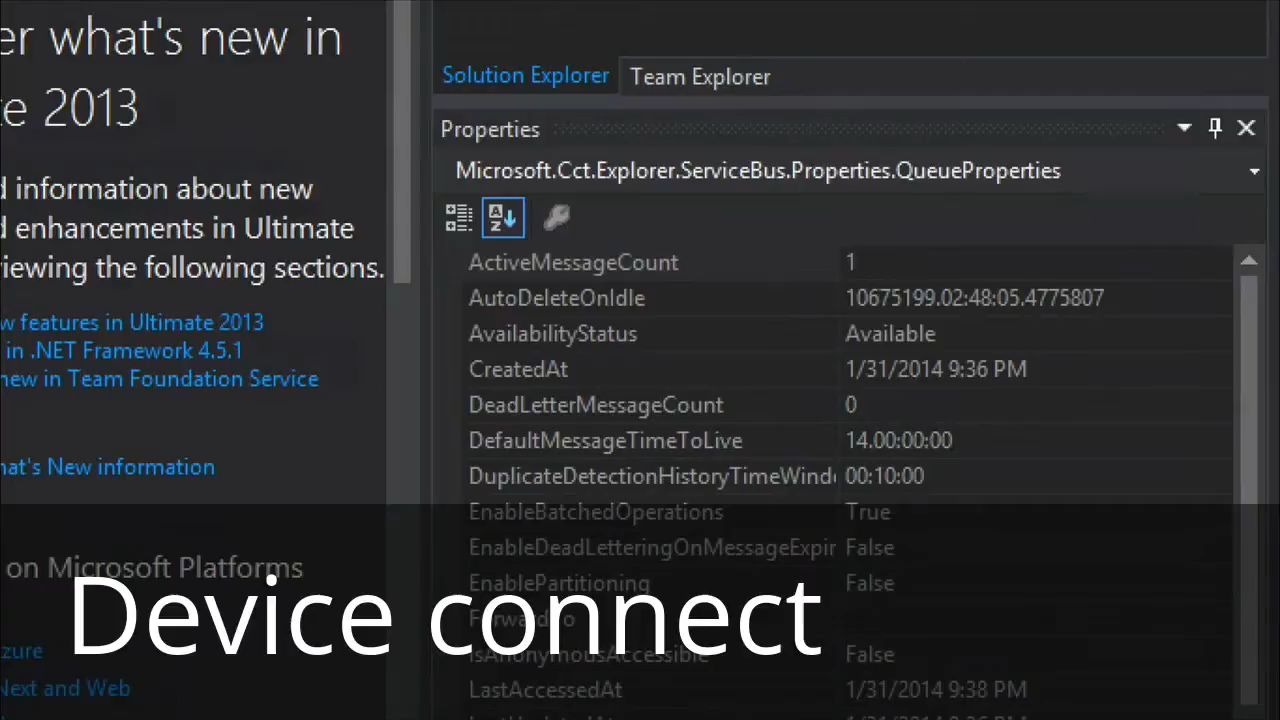 er what's new in
te 2013
d information about new
d enhancements in Ultimate
iewing the following sections.
w features in Ultimate 2013
in .NET Framework 4.5.1
new in Team Foundation Service
hat's New information
on Microsoft Platforms
zure
Next and Web
Solution Explorer Team Explorer
Properties
Microsoft.Cct.Explorer.ServiceBus.Properties.QueueProperties
ActiveMessageCount 1
AutoDeleteOnIdle 10675199.02:48:05.4775807
AvailabilityStatus Available
CreatedAt 1/31/2014 9:36 PM
DeadLetterMessageCount 0
DefaultMessageTimeToLive 14.00:00:00
DuplicateDetectionHistoryTimeWind 00:10:00
EnableBatchedOperations True
EnableDeadLetteringOnMessageExpir False
EnablePartitioning False
ForwardTo
IsAnonymousAccessible False
LastAccessedAt 1/31/2014 9:38 PM
Device connect